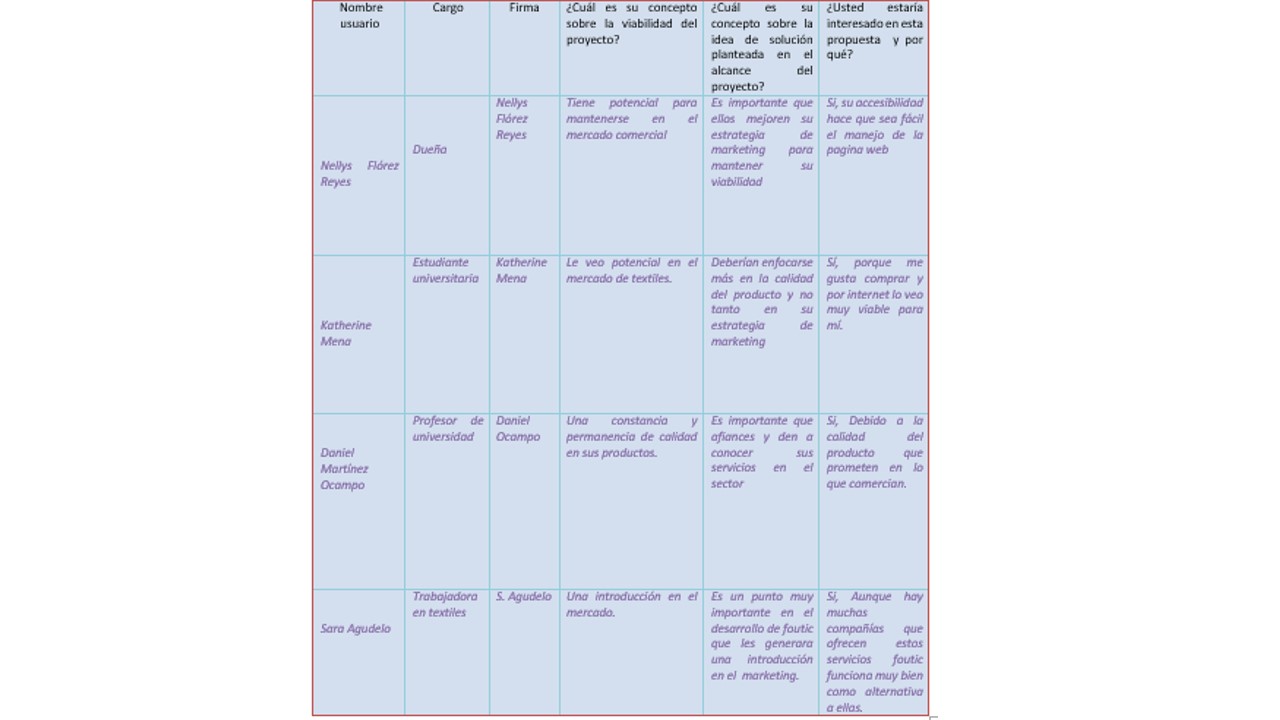 Nombre
usuario
Cargo
Firma
¿Cuál es su concepto
sobre la viabilidad del
proyecto?
¿Cuál es su
concepto sobre la
idea de solución
planteada en el
alcance del
proyecto?
¿Usted estaría
interesado en esta
propuesta y por
qué?
Nellys Flórez
Reyes
Dueña
Nellys
Flórez
Reyes
Tiene potencial para
mantenerse en el
mercado comercial
Es importante que
ellos mejoren su
estrategia de
marketing para
mantener su
viabilidad
Si, su accesibilidad
hace que sea fácil
el manejo de la
pagina web
Katherine
Mena
Estudiante
universitaria
Katherine
Mena
Le veo potencial en el
mercado de textiles.
Deberían enfocarse
más en la calidad
del producto y no
tanto en su
estrategia de
marketing
Sí, porque me
gusta comprar y
por internet lo veo
muy viable para
mí.
Daniel
Martínez
Ocampo
Profesor de
universidad
Daniel
Ocampo
Una constancia y
permanencia de calidad
en sus productos.
Es importante que
afiances y den a
conocer sus
servicios en el
sector
Si, Debido a la
calidad del
producto que
prometen en lo
que comercian.
Sara Agudelo
Trabajadora
en textiles
S. Agudelo
Una introducción en el
mercado.
Es un punto muy
importante en el
desarrollo de foutic
que les generara
una introducción
en el marketing.
Si, Aunque hay
muchas
compañías que
ofrecen estos
servicios foutic
funciona muy bien
como alternativa
a ellas.